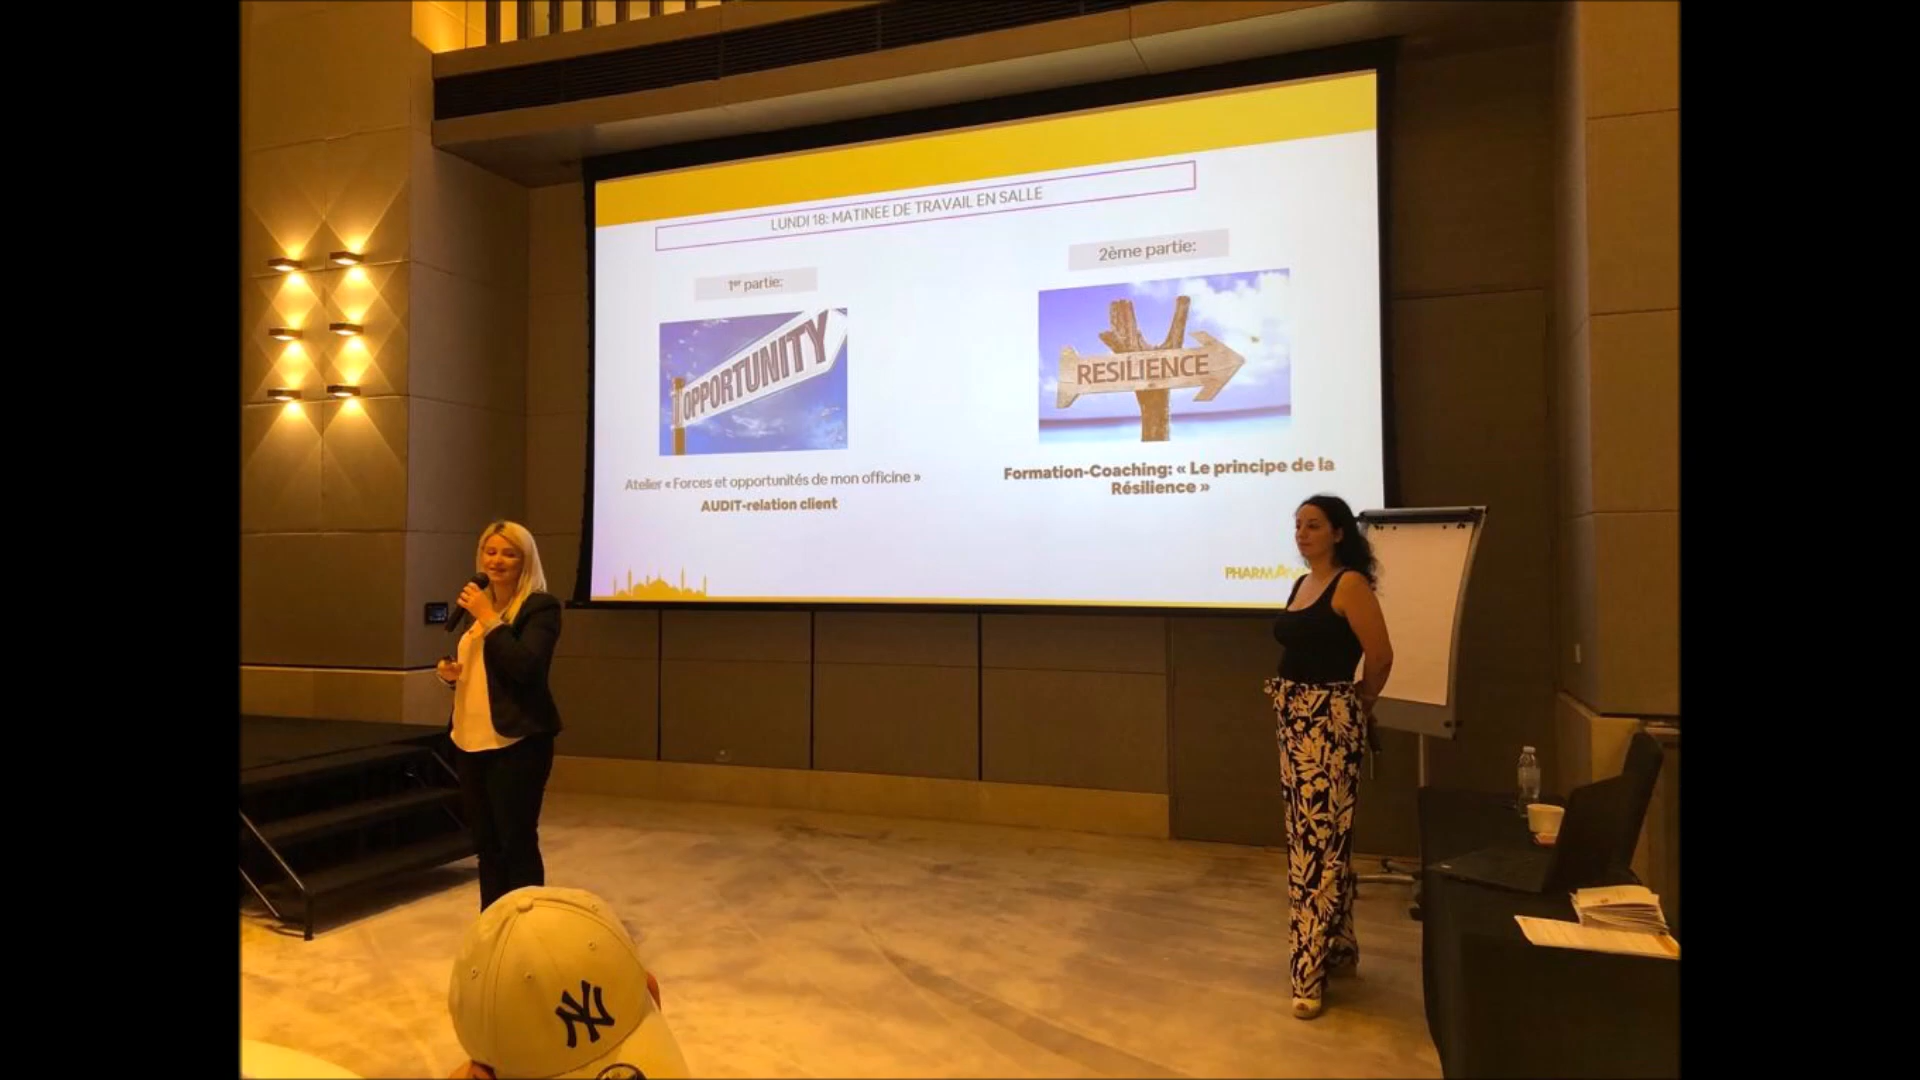 LUNDI 18: MATINEE DE TRAVAIL EN SALLE
1er partie:
OPPORTUNITY
Atelier « Forces et opportunités de mon officine »
AUDIT-relation client
2ème partie:
RESILIENCE
Formation-Coaching: « Le principe de la
Résilience »
NY